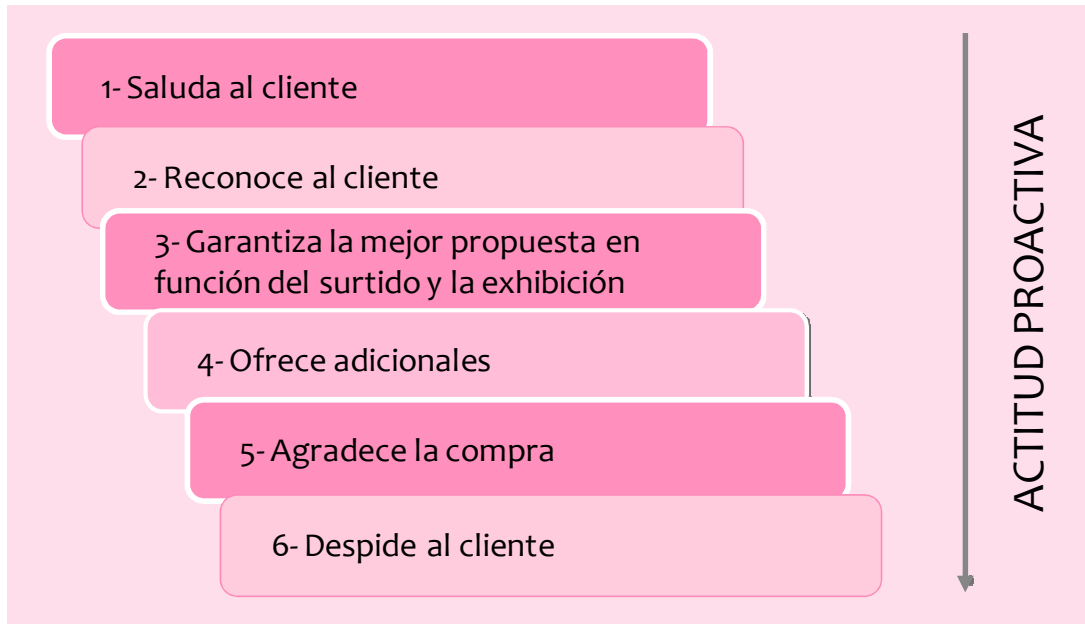 1- Saluda al cliente
2- Reconoce al cliente
3- Garantiza la mejor propuesta en
función del surtido y la exhibición
4- Ofrece adicionales
5- Agradece la compra
6- Despide al cliente
ACTITUD PROACTIVA